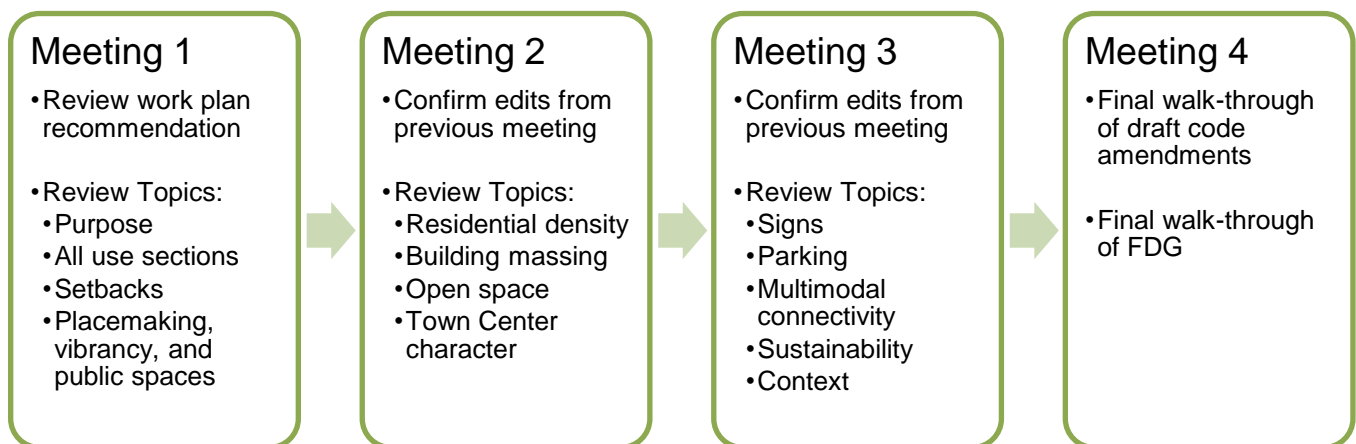 Meeting 1
•Review work plan
recommendation
•Review Topics:
•Purpose
•All use sections
•Setbacks
•Placemaking,
vibrancy, and
public spaces
Meeting 2
•Confirm edits from
previous meeting
•Review Topics:
•Residential density
•Building massing
•Open space
•Town Center
character
Meeting 3
•Confirm edits from
previous meeting
•Review Topics:
•Signs
•Parking
•Multimodal
connectivity
•Sustainability
•Context
Meeting 4
•Final walk-through
of draft code
amendments
•Final walk-through
of FDG